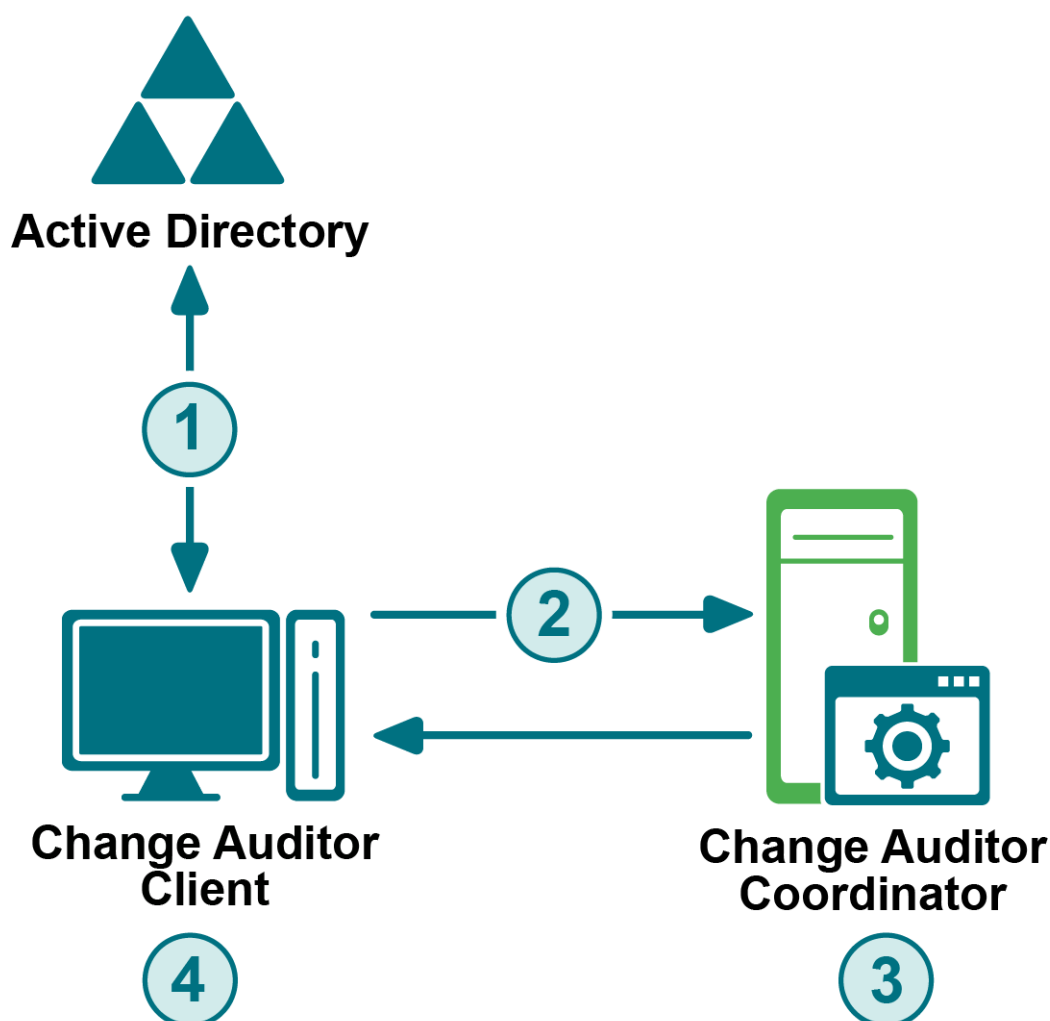 Active Directory
1
2
Change Auditor
Client
Change Auditor
Coordinator
4
3